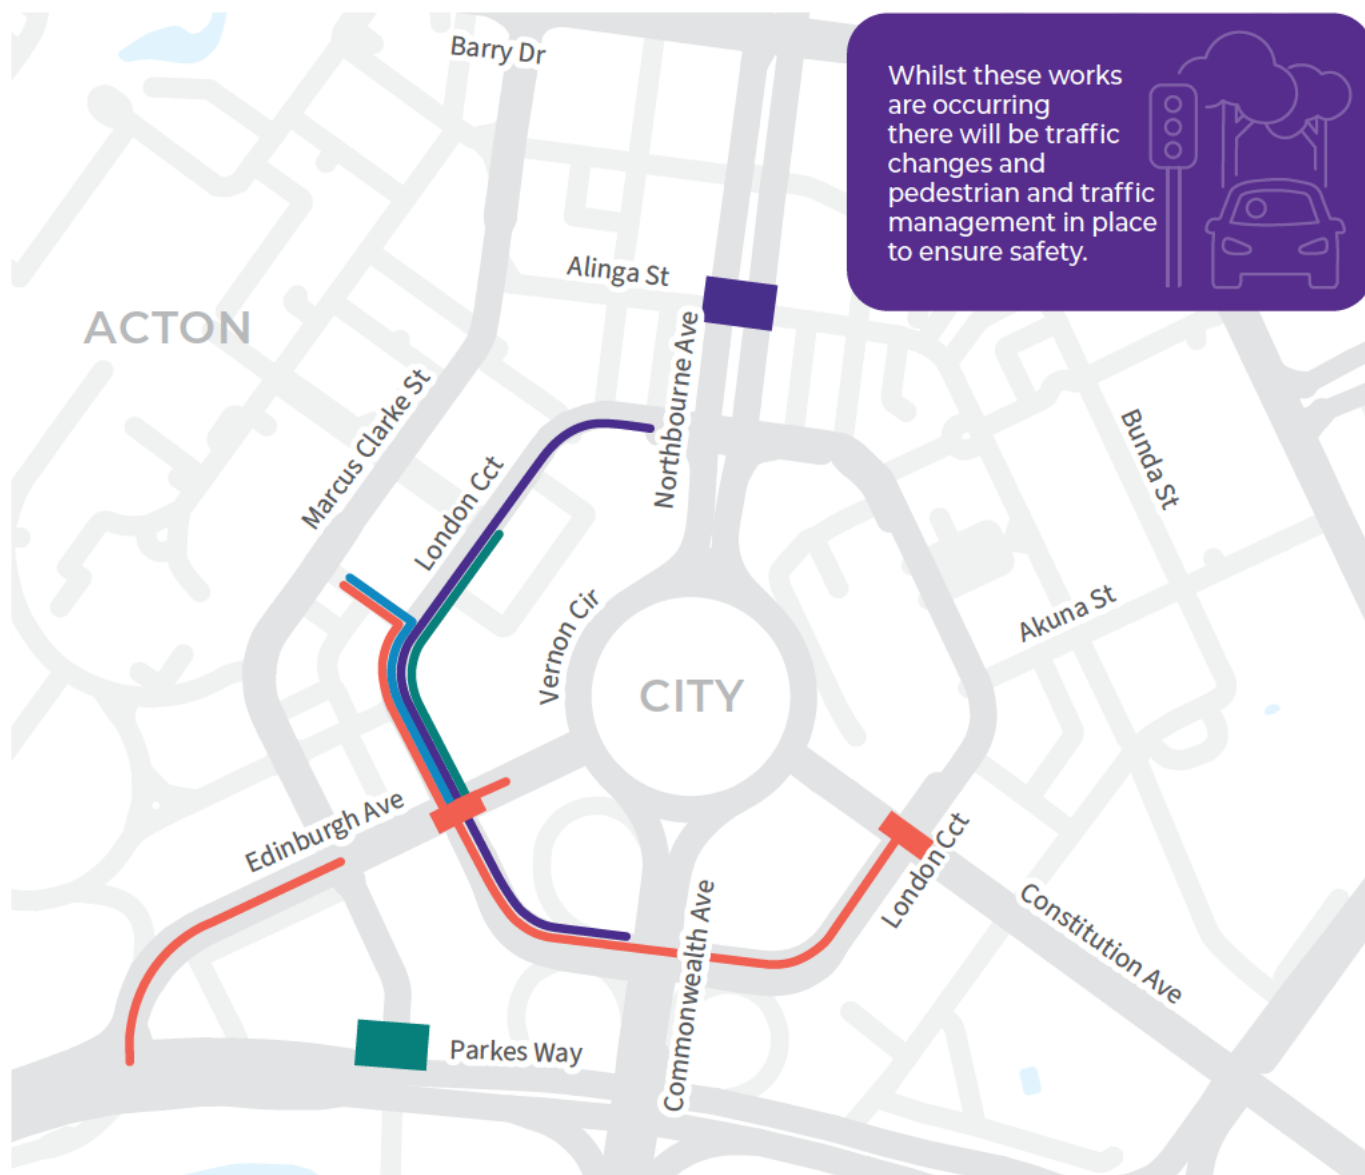 Barry Dr
Whilst these works
are occurring
there will be traffic
changes and
pedestrian and traffic
management in place
to ensure safety.
Alinga St
ACTON
Northbourne Ave
Marcus Clarke St
London Cct
Bunda St
Vernon Cir
Akuna St
CITY
Edinburgh Ave
London Cct
Constitution Ave
Commonwealth Ave
Parkes Way